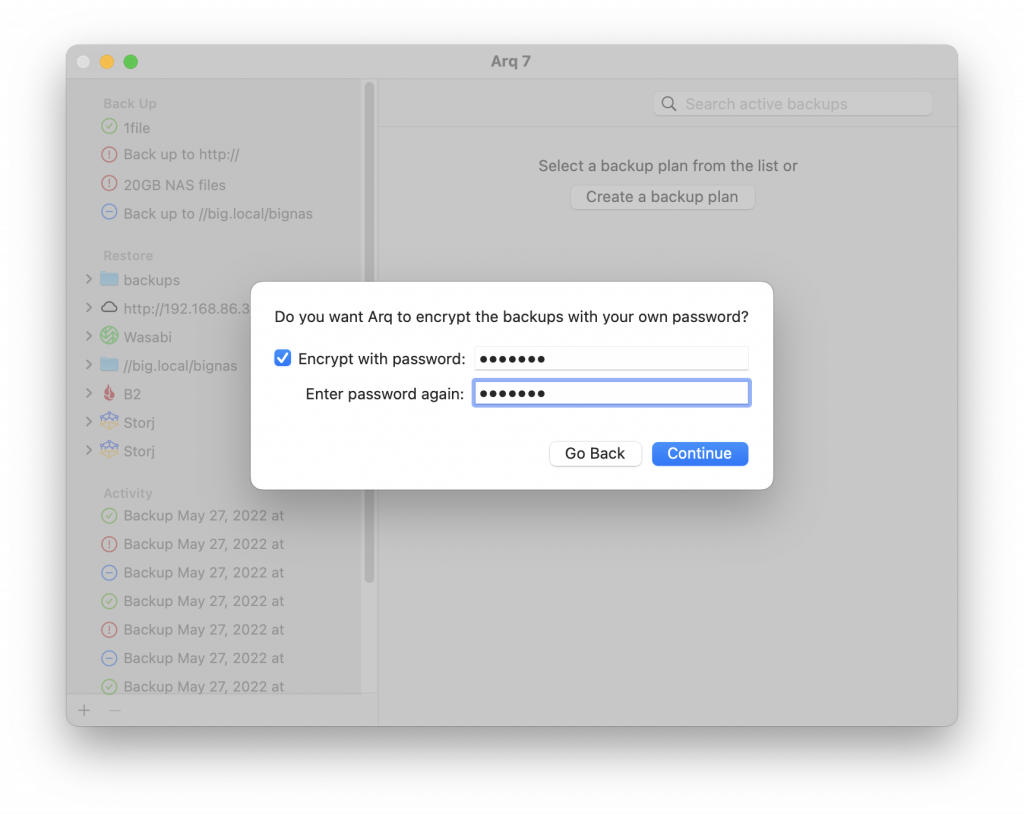 Arq 7
Back Up
1file
Back up to http://
20GB NAS files
Back up to //big.local/bignas
Restore
backups
http://192.168.86.3
Wasabi
//big.local/bignas
B2
Storj
Storj
Activity
Backup May 27, 2022 at
Backup May 27, 2022 at
Backup May 27, 2022 at
Backup May 27, 2022 at
Backup May 27, 2022 at
Backup May 27, 2022 at
Backup May 27, 2022 at
Search active backups
Select a backup plan from the list or
Create a backup plan
Do you want Arq to encrypt the backups with your own password?
Encrypt with password: ●●●●●●●
Enter password again: ●●●●●●●
Go Back Continue